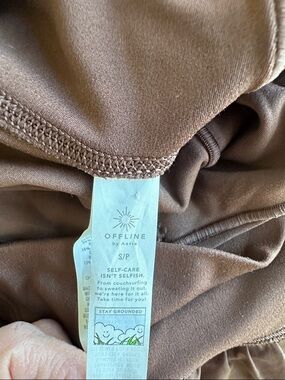 OFFLINE
by Aerie
S/P
SELF-CARE
ISN'T SELFISH.
From couchsurfing
to sweating it out,
we're here for it all.
Take time for you!
STAY GROUNDED